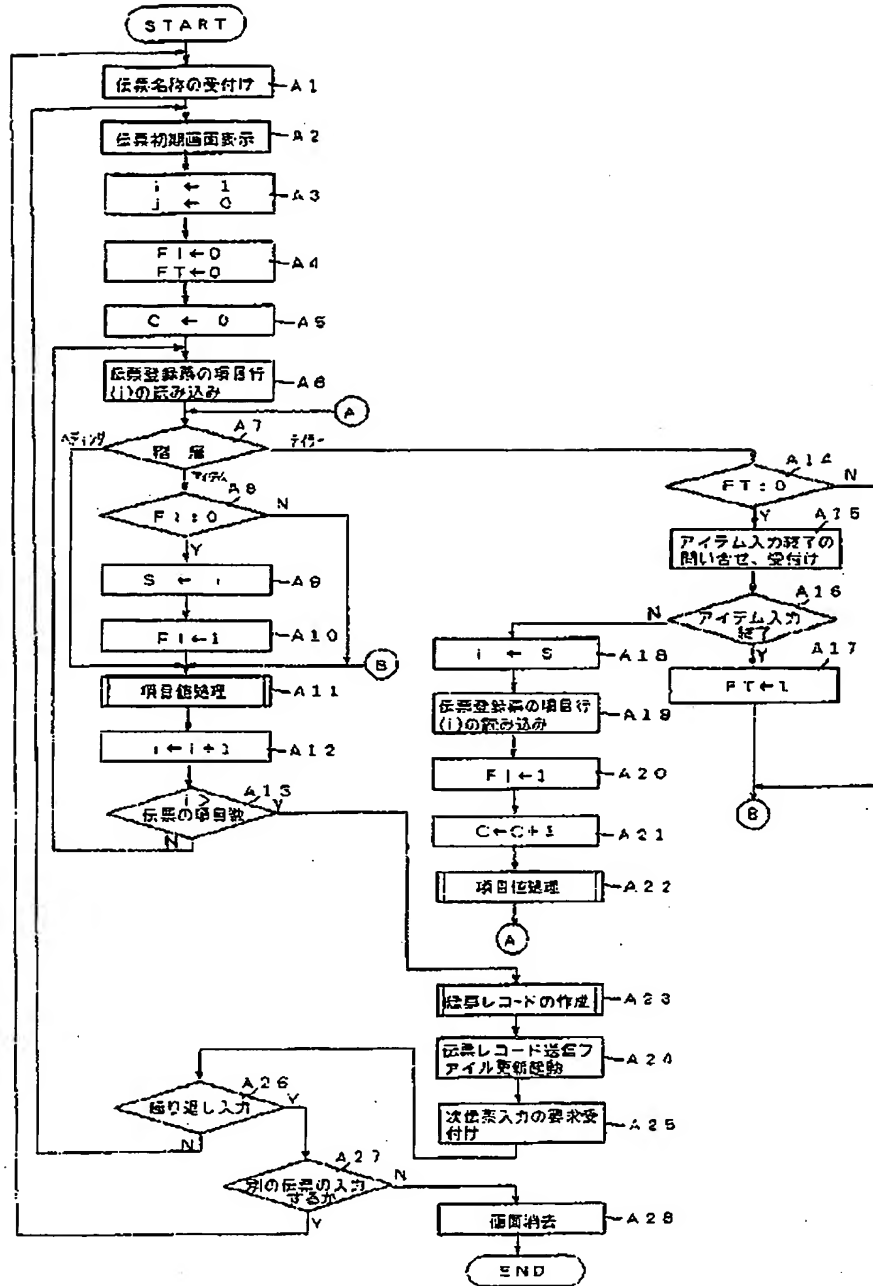 START
伝票名称の受付け
A1
伝票初期画面表示
A2
i ← 1
j ← 0
A3
FI←0
FT←0
A4
C ← 0
A5
伝票登録票の項目行
(i)の読み込み
A6
A
A7
ヘディング
階層
テイラー
アイテム
A8
FI:0
N
Y
S ← i
A9
FI←1
A10
B
項目値処理
A11
i←i+1
A12
A13
i>
伝票の項目数
Y
N
A14
FT:0
N
Y
A15
アイテム入力終了の
問い合せ、受付け
A16
アイテム入力
終了
N
Y
A17
FT←1
B
i ← S
A18
伝票登録票の項目行
(i)の読み込み
A19
FI←1
A20
C←C+1
A21
項目値処理
A22
A
伝票レコードの作成
A23
伝票レコード送信フ
ァイル更新起動
A24
次伝票入力の要求受
付け
A25
A26
繰り返し入力
Y
N
A27
別の伝票の入力
するか
N
Y
画面消去
A28
END